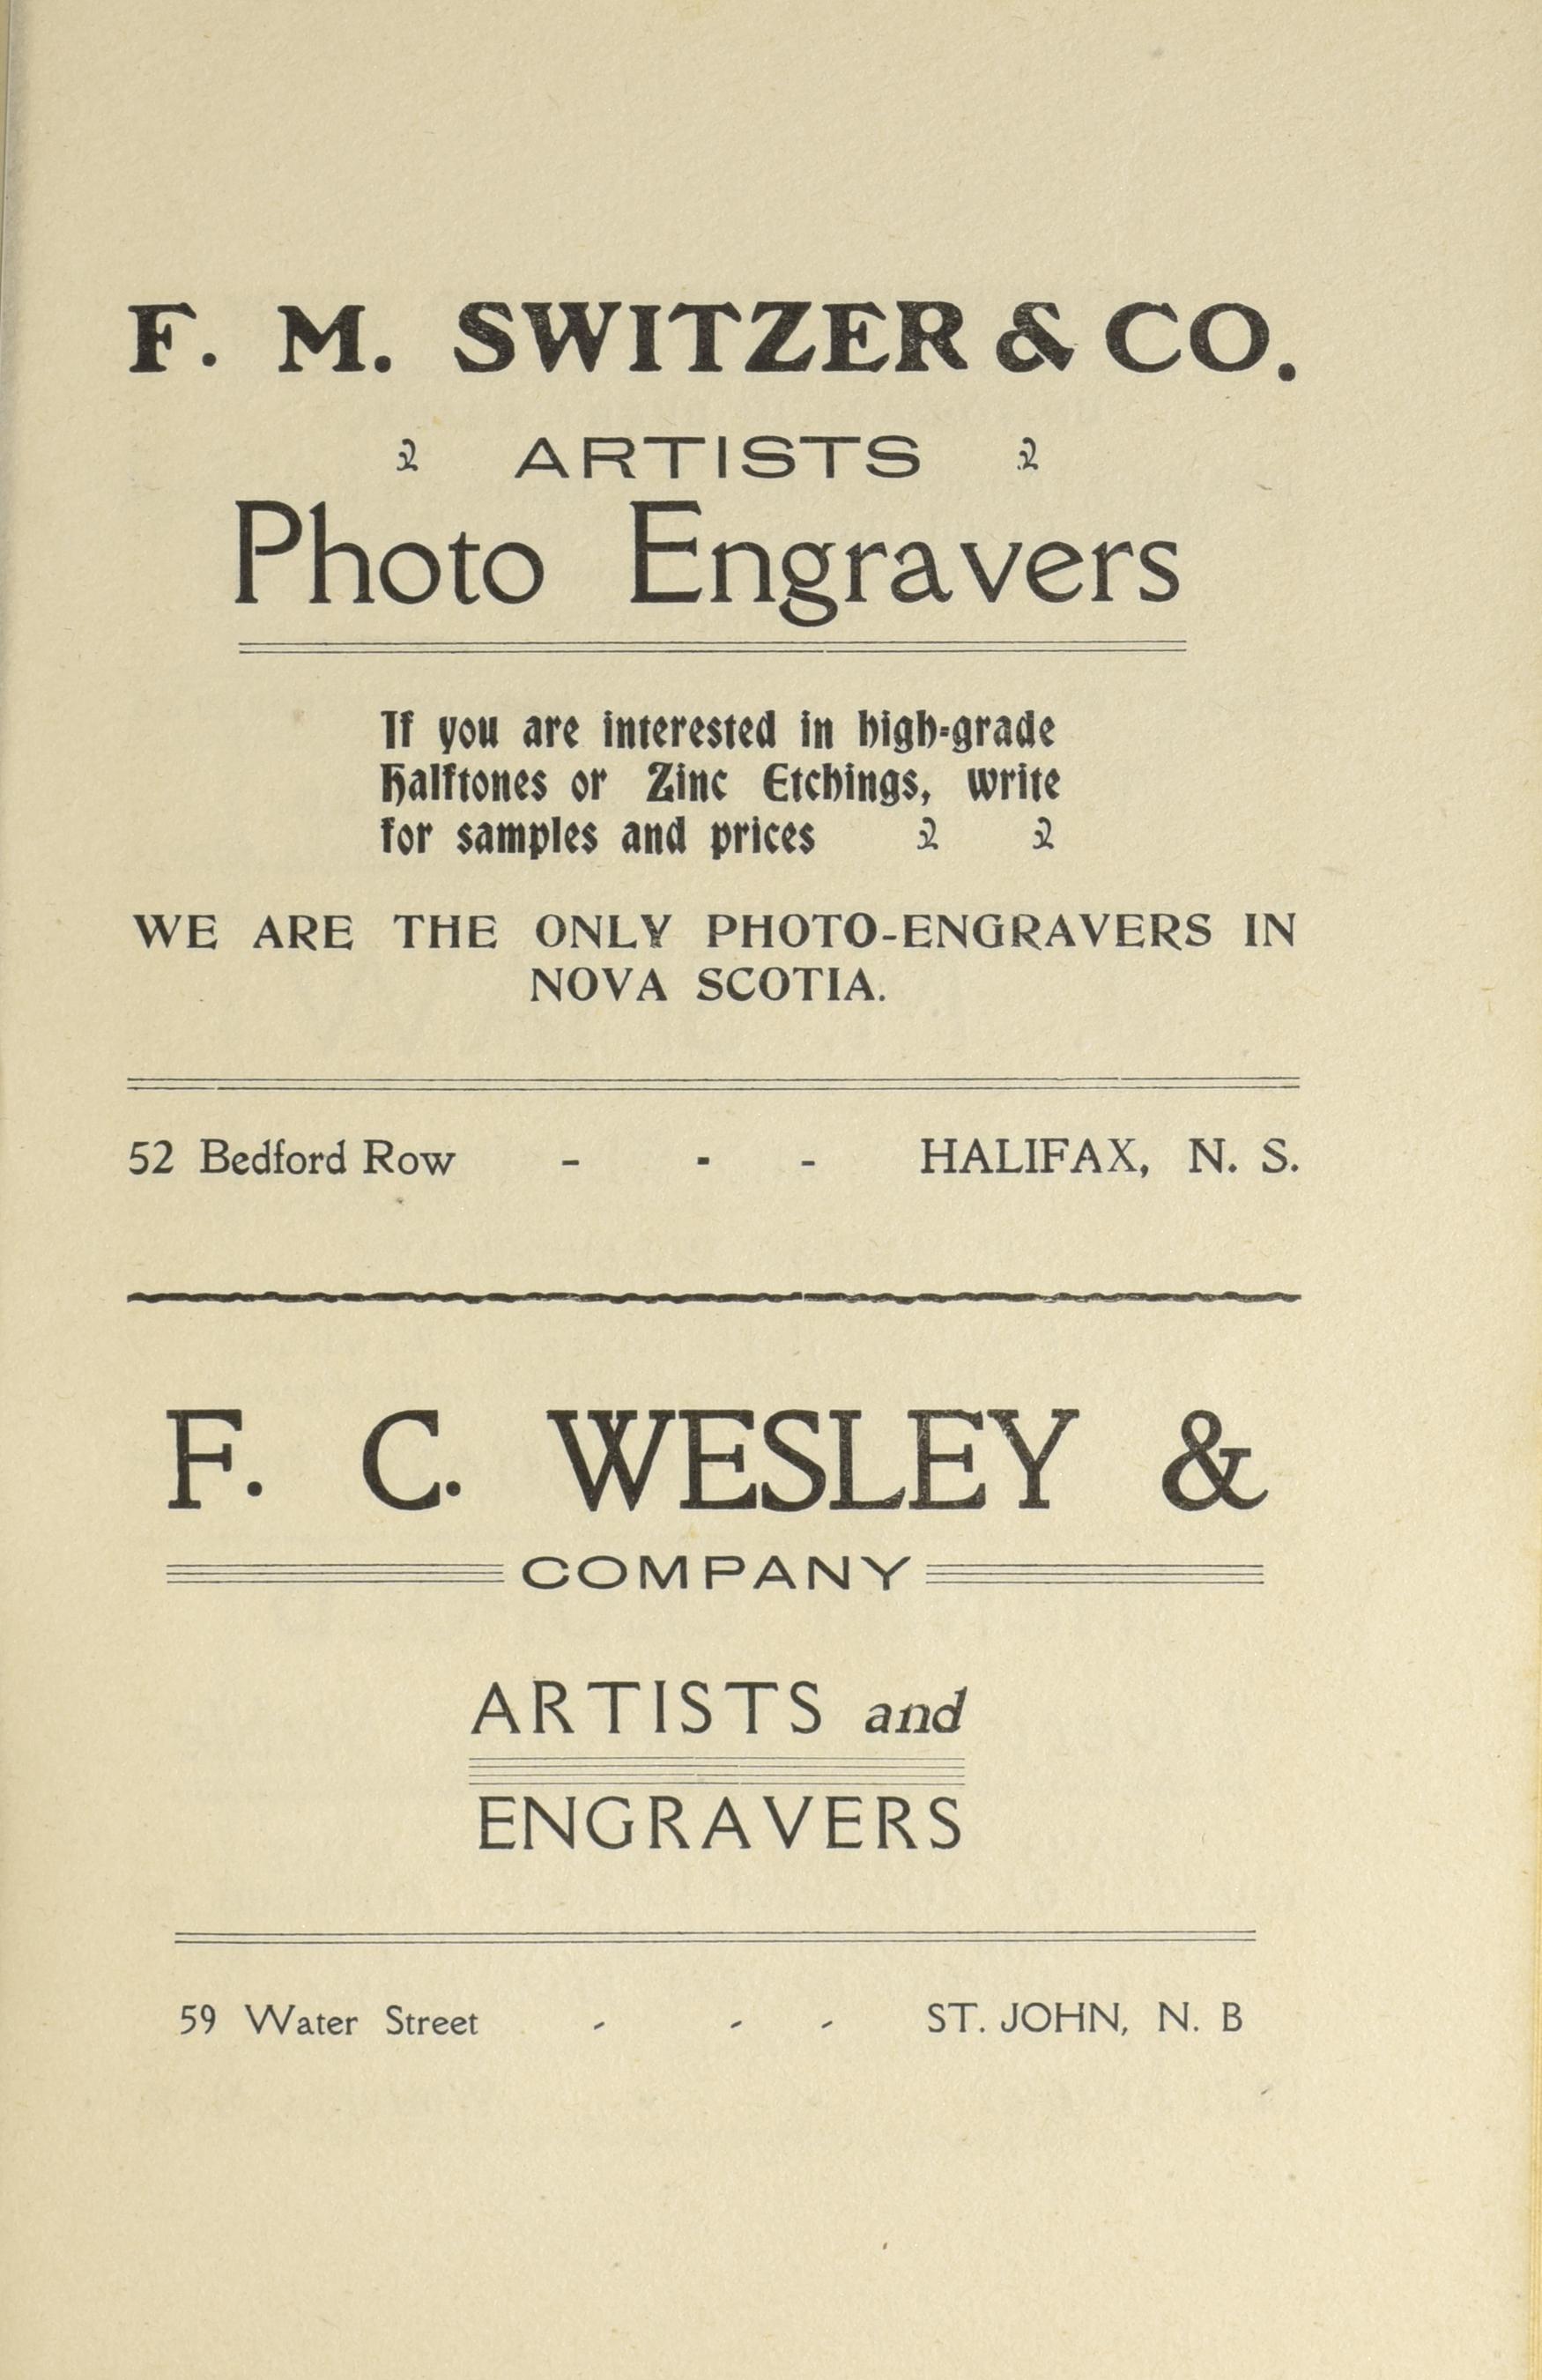 F. M. SWITZER & CO.
ARTISTS
Photo Engravers
If you are interested in high-grade
Halftones or Zinc Etchings, write
for samples and prices
WE ARE THE ONLY PHOTO-ENGRAVERS IN
NOVA SCOTIA.
52 Bedford Row - - - HALIFAX, N. S.
F. C. WESLEY &
COMPANY
ARTISTS and
ENGRAVERS
59 Water Street - - - ST. JOHN, N. B